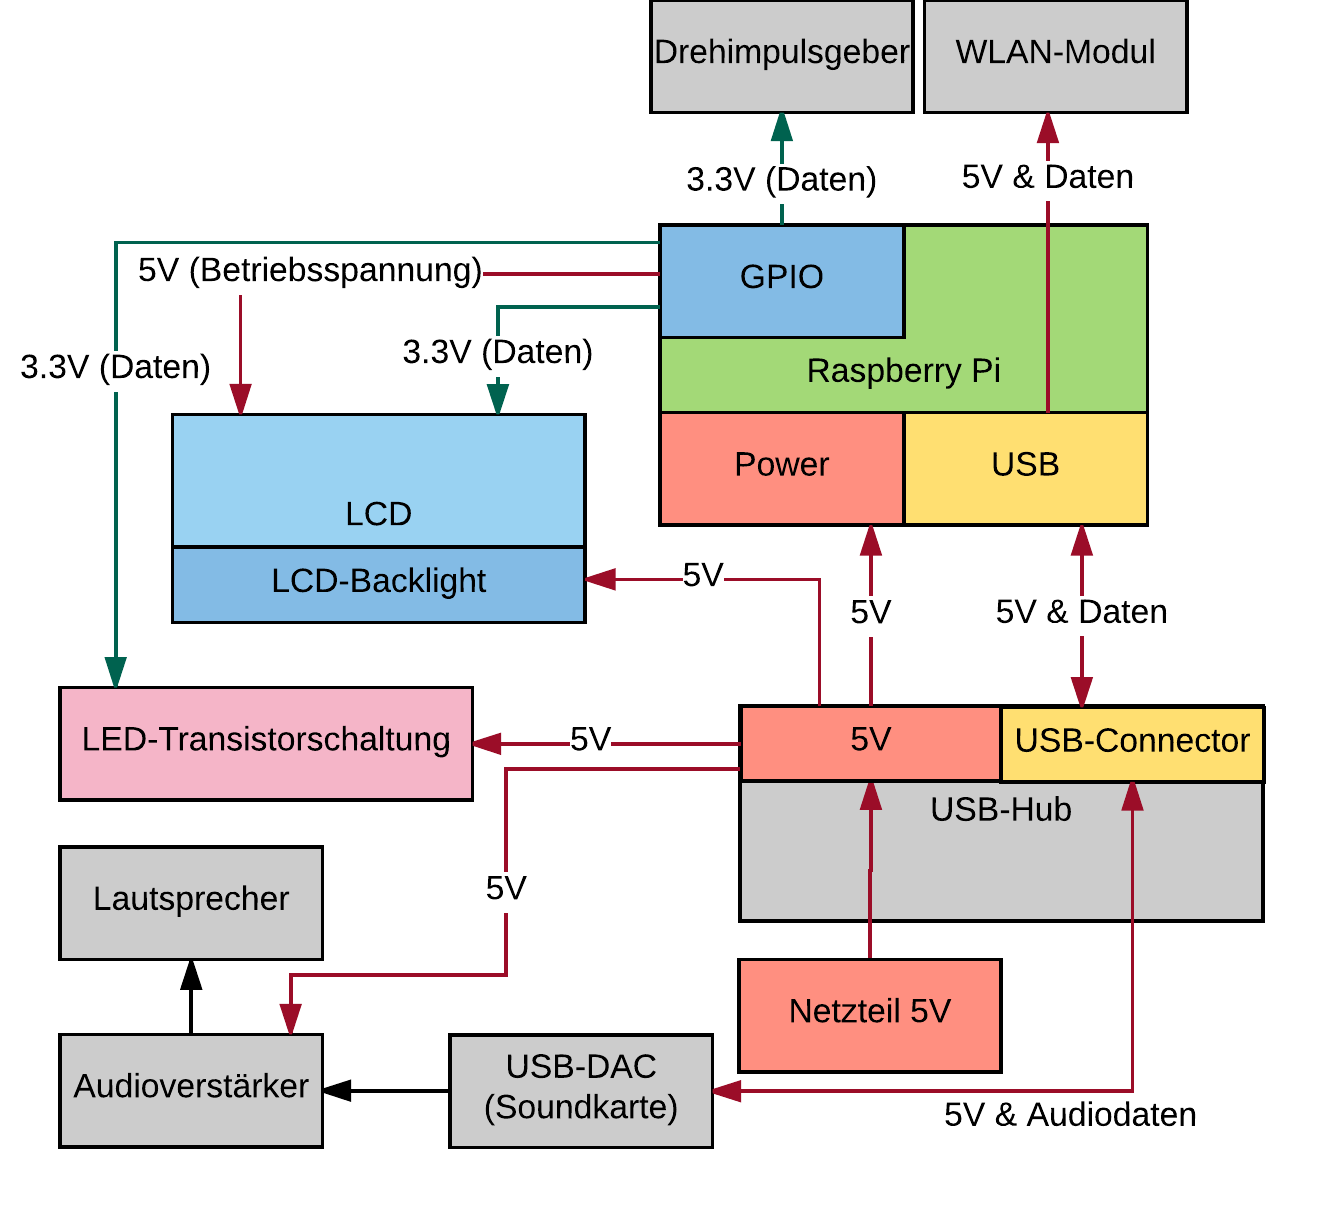 Drehimpulsgeber
WLAN-Modul
3.3V (Daten)
5V & Daten
5V (Betriebsspannung)
GPIO
3.3V (Daten)
3.3V (Daten)
Raspberry Pi
Power
USB
LCD
LCD-Backlight
5V
5V
5V & Daten
LED-Transistorschaltung
5V
5V
USB-Connector
USB-Hub
Lautsprecher
5V
Netzteil 5V
Audioverstärker
USB-DAC
(Soundkarte)
5V & Audiodaten